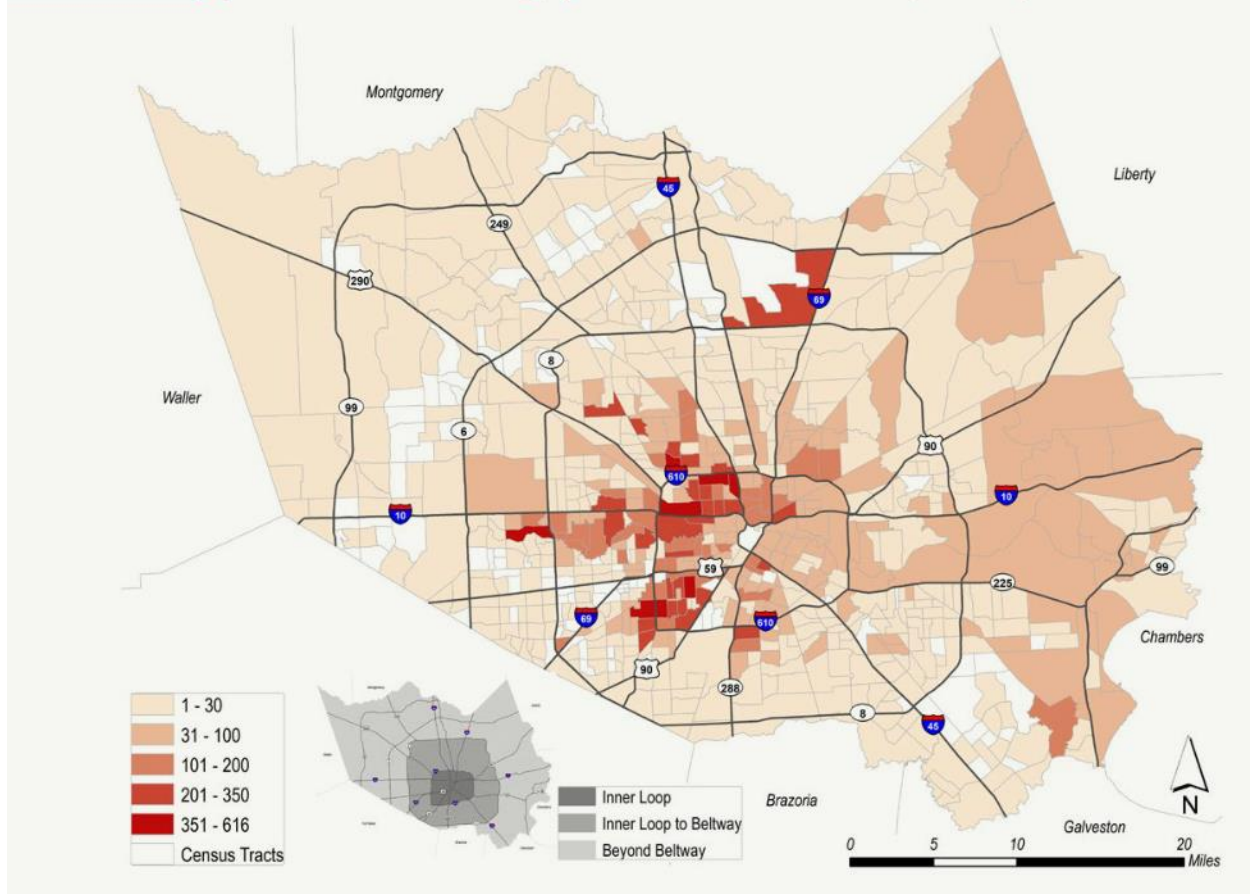 Montgomery
Liberty
45
249
290
69
8
Waller
99
6
90
610
10
10
59
99
225
69
610
Chambers
90
288
8
45
1 - 30
31 - 100
101 - 200
201 - 350
351 - 616
Census Tracts
Inner Loop
Inner Loop to Beltway
Beyond Beltway
Brazoria
Galveston
N
0 5 10 20
Miles